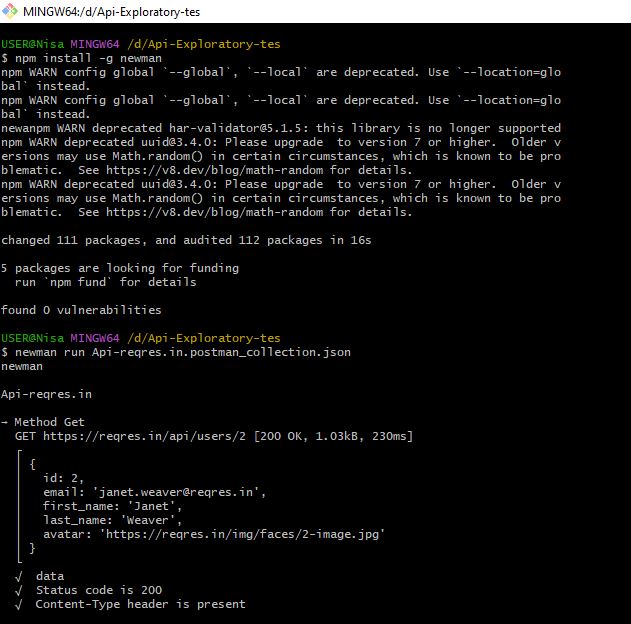 MINGW64:/d/Api-Exploratory-tes
USER@Nisa MINGW64 /d/Api-Exploratory-tes
$ npm install -g newman
npm WARN config global `--global`, `--local` are deprecated. Use `--location=glo
bal` instead.
npm WARN config global `--global`, `--local` are deprecated. Use `--location=glo
bal` instead.
newanpm WARN deprecated har-validator@5.1.5: this library is no longer supported
npm WARN deprecated uuid@3.4.0: Please upgrade  to version 7 or higher.  Older v
ersions may use Math.random() in certain circumstances, which is known to be pro
blematic.  See https://v8.dev/blog/math-random for details.
npm WARN deprecated uuid@3.4.0: Please upgrade  to version 7 or higher.  Older v
ersions may use Math.random() in certain circumstances, which is known to be pro
blematic.  See https://v8.dev/blog/math-random for details.
changed 111 packages, and audited 112 packages in 16s
5 packages are looking for funding
  run `npm fund` for details
found 0 vulnerabilities
USER@Nisa MINGW64 /d/Api-Exploratory-tes
$ newman run Api-reqres.in.postman_collection.json
newman
Api-reqres.in
→ Method Get
  GET https://reqres.in/api/users/2 [200 OK, 1.03kB, 230ms]
  {
    id: 2,
    email: 'janet.weaver@reqres.in',
    first_name: 'Janet',
    last_name: 'Weaver',
    avatar: 'https://reqres.in/img/faces/2-image.jpg'
  }
  √  data
  √  Status code is 200
  √  Content-Type header is present